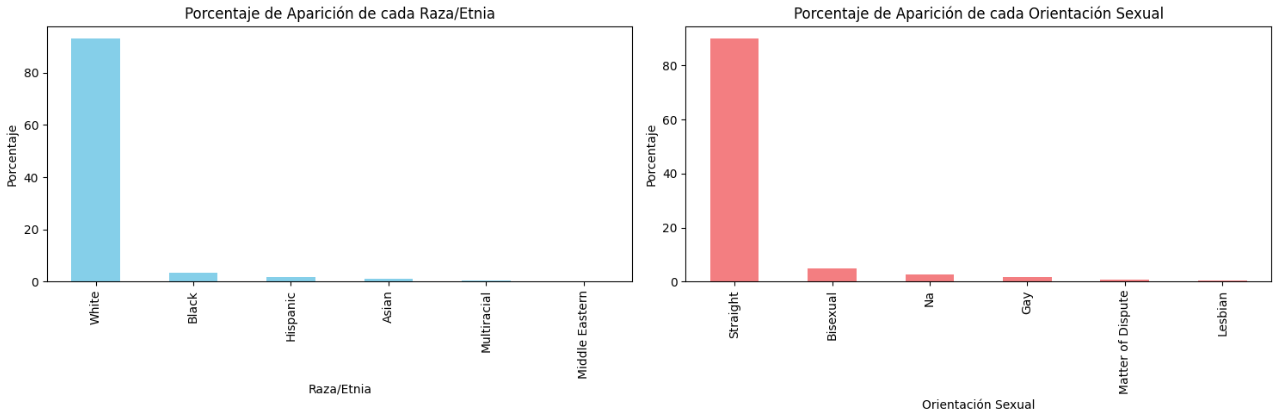 Porcentaje de Aparición de cada Raza/Etnia
Porcentaje
80
60
40
20
0
White
Black
Hispanic
Asian
Multiracial
Middle Eastern
Raza/Etnia
Porcentaje de Aparición de cada Orientación Sexual
Porcentaje
80
60
40
20
0
Straight
Bisexual
Na
Gay
Matter of Dispute
Lesbian
Orientación Sexual